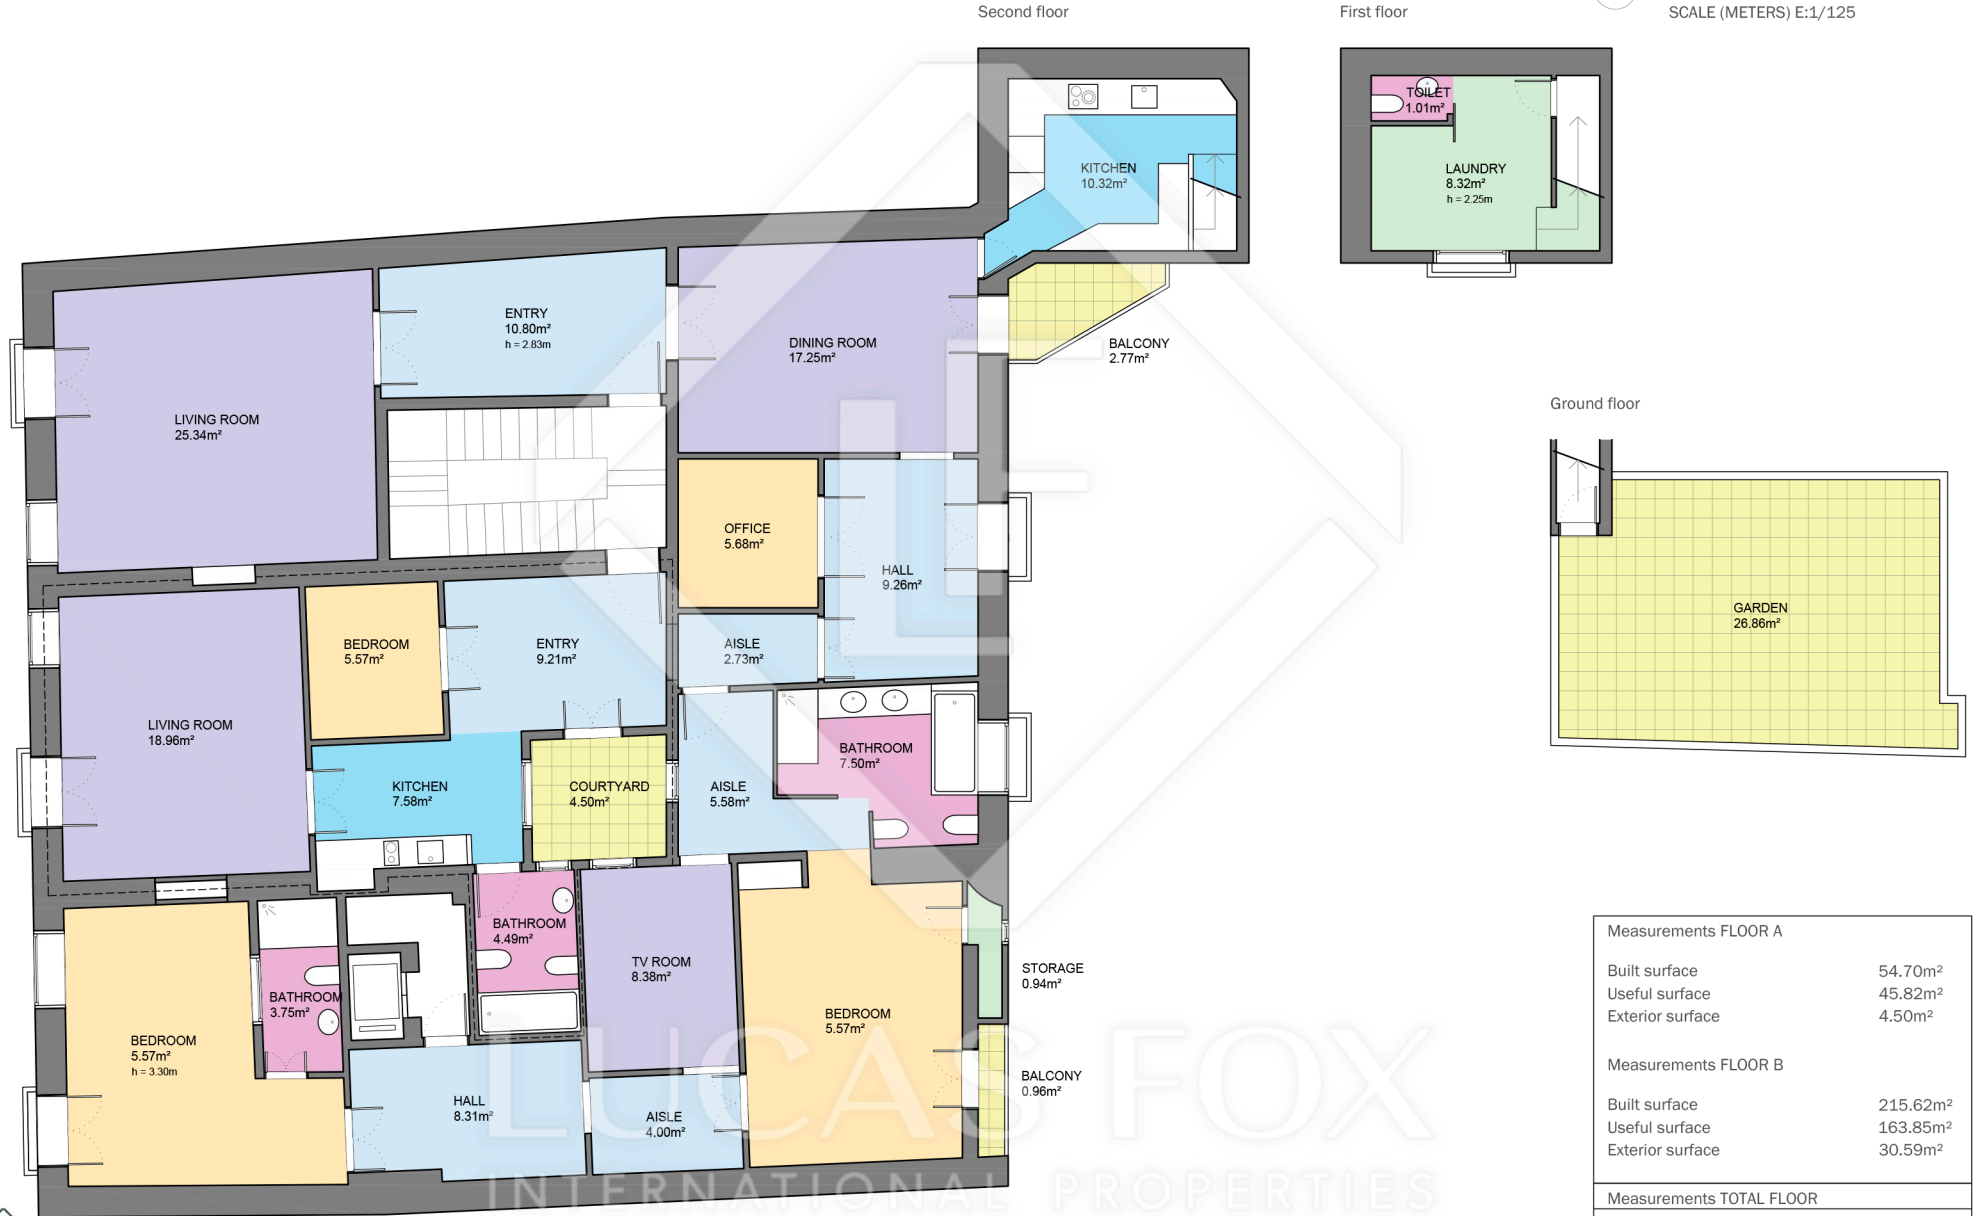 Second floor
First floor
SCALE (METERS) E:1/125
KITCHEN
10.32m²
TOILET
1.01m²
LAUNDRY
8.32m²
h = 2.25m
ENTRY
10.80m²
h = 2.83m
DINING ROOM
17.25m²
BALCONY
2.77m²
LIVING ROOM
25.34m²
Ground floor
OFFICE
5.68m²
HALL
9.26m²
GARDEN
26.86m²
BEDROOM
5.57m²
ENTRY
9.21m²
AISLE
2.73m²
LIVING ROOM
18.96m²
BATHROOM
7.50m²
KITCHEN
7.58m²
COURTYARD
4.50m²
AISLE
5.58m²
BATHROOM
4.49m²
TV ROOM
8.38m²
STORAGE
0.94m²
BATHROOM
3.75m²
BEDROOM
5.57m²
BEDROOM
5.57m²
h = 3.30m
BALCONY
0.96m²
HALL
8.31m²
AISLE
4.00m²
LF
LUCAS FOX
INTERNATIONAL PROPERTIES
Measurements FLOOR A
Built surface 54.70m²
Useful surface 45.82m²
Exterior surface 4.50m²
Measurements FLOOR B
Built surface 215.62m²
Useful surface 163.85m²
Exterior surface 30.59m²
Measurements TOTAL FLOOR